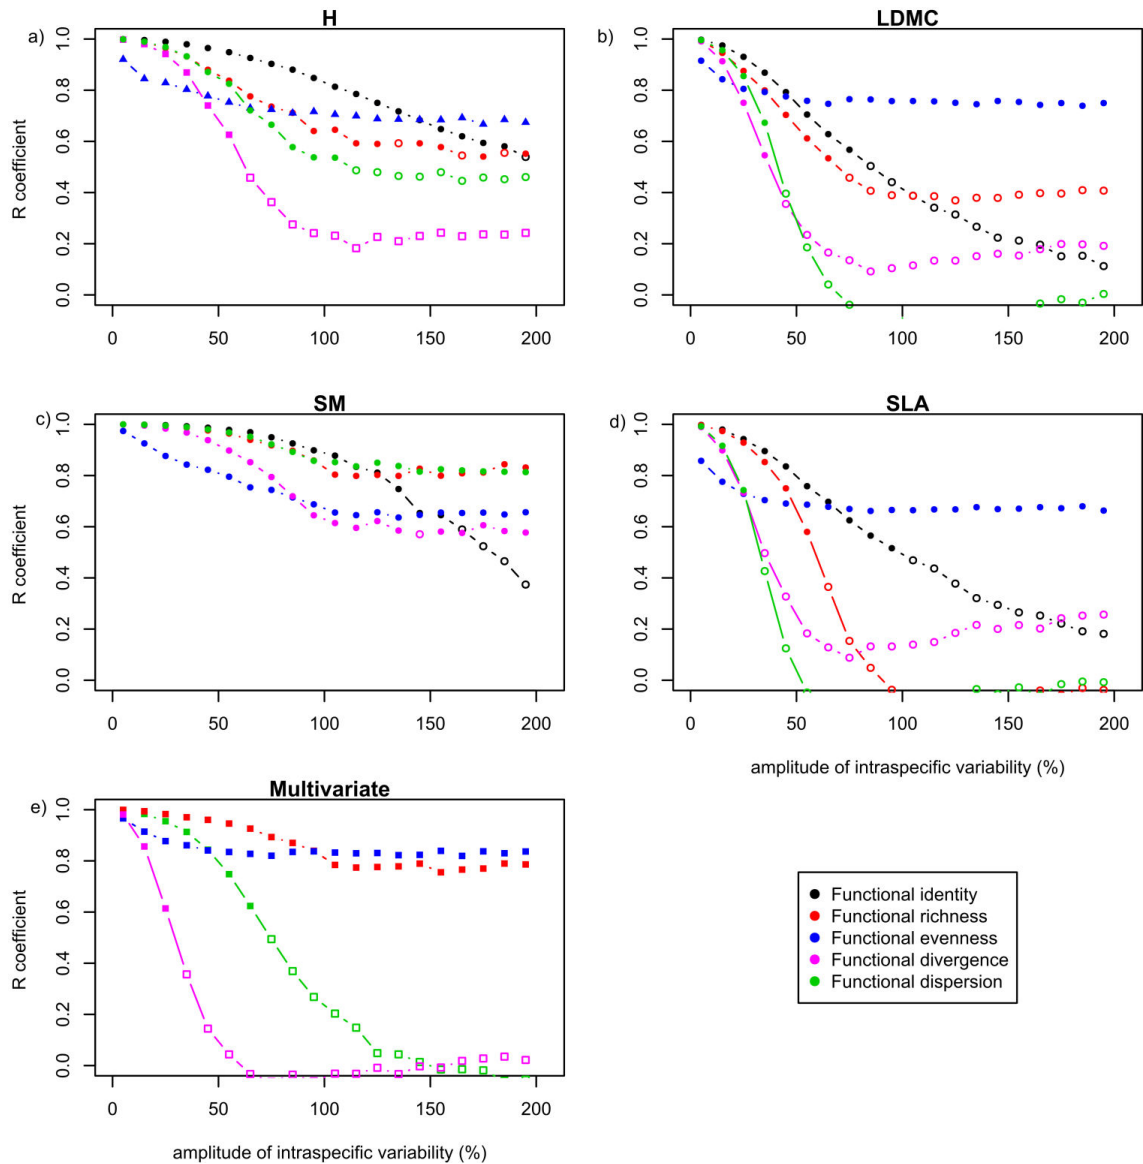 H
a)
R coefficient
0.0 0.2 0.4 0.6 0.8 1.0
0 50 100 150 200
LDMC
b)
0.0 0.2 0.4 0.6 0.8 1.0
0 50 100 150 200
SM
c)
R coefficient
0.0 0.2 0.4 0.6 0.8 1.0
0 50 100 150 200
SLA
d)
0.0 0.2 0.4 0.6 0.8 1.0
0 50 100 150 200
amplitude of intraspecific variability (%)
Multivariate
e)
R coefficient
0.0 0.2 0.4 0.6 0.8 1.0
0 50 100 150 200
amplitude of intraspecific variability (%)
Functional identity
Functional richness
Functional evenness
Functional divergence
Functional dispersion